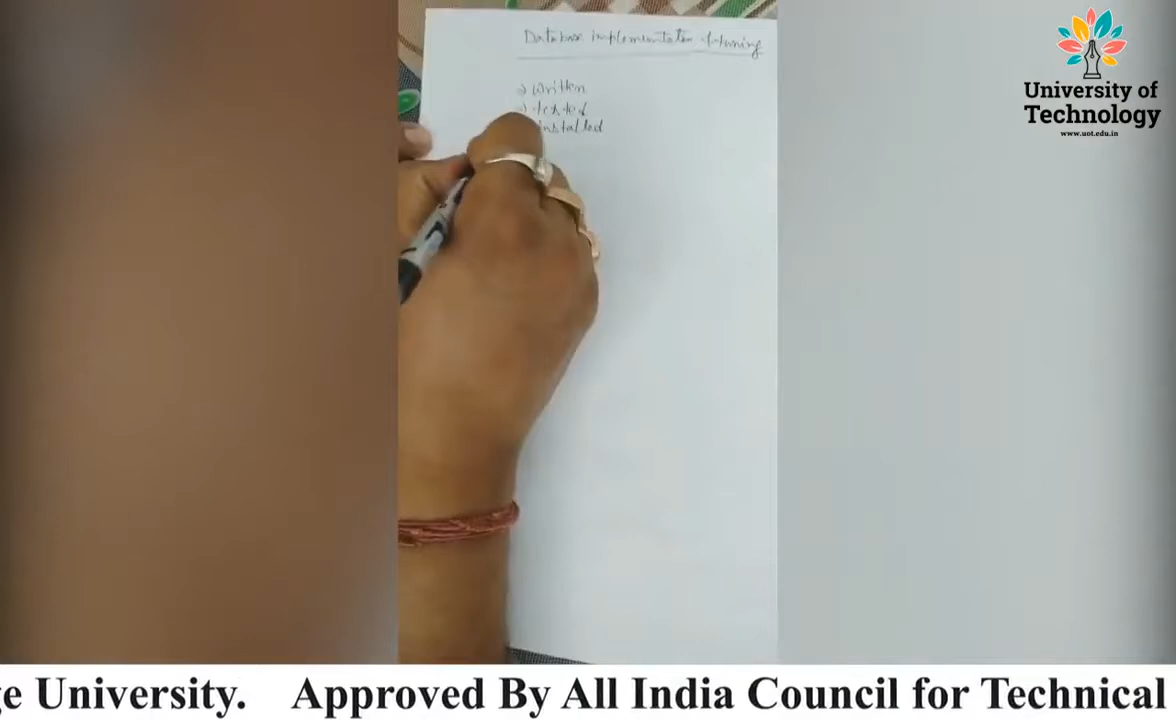 Database implementation & tuning
→ written
→ tested
installed
University of
Technology
www.uot.edu.in
ge University. Approved By All India Council for Technical